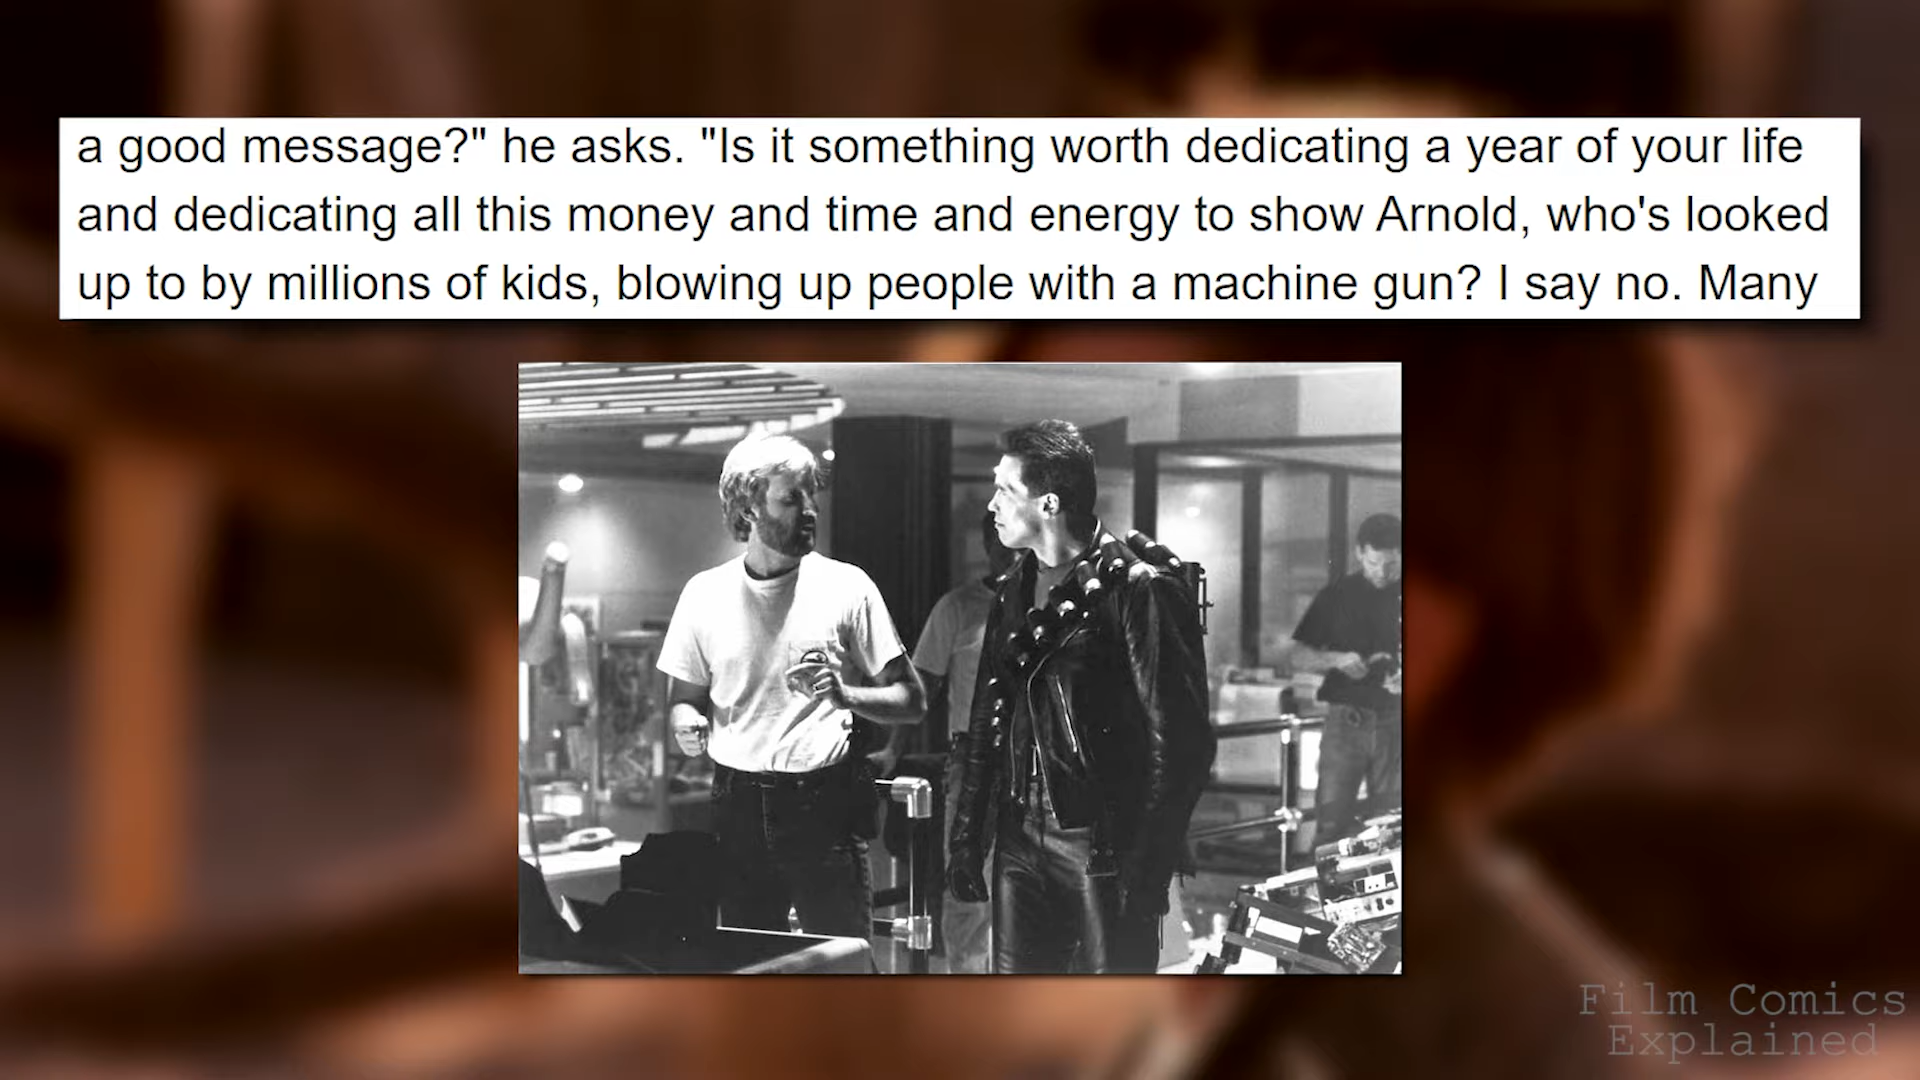 a good message?" he asks. "Is it something worth dedicating a year of your life
and dedicating all this money and time and energy to show Arnold, who's looked
up to by millions of kids, blowing up people with a machine gun? I say no. Many
Film Comics
Explained